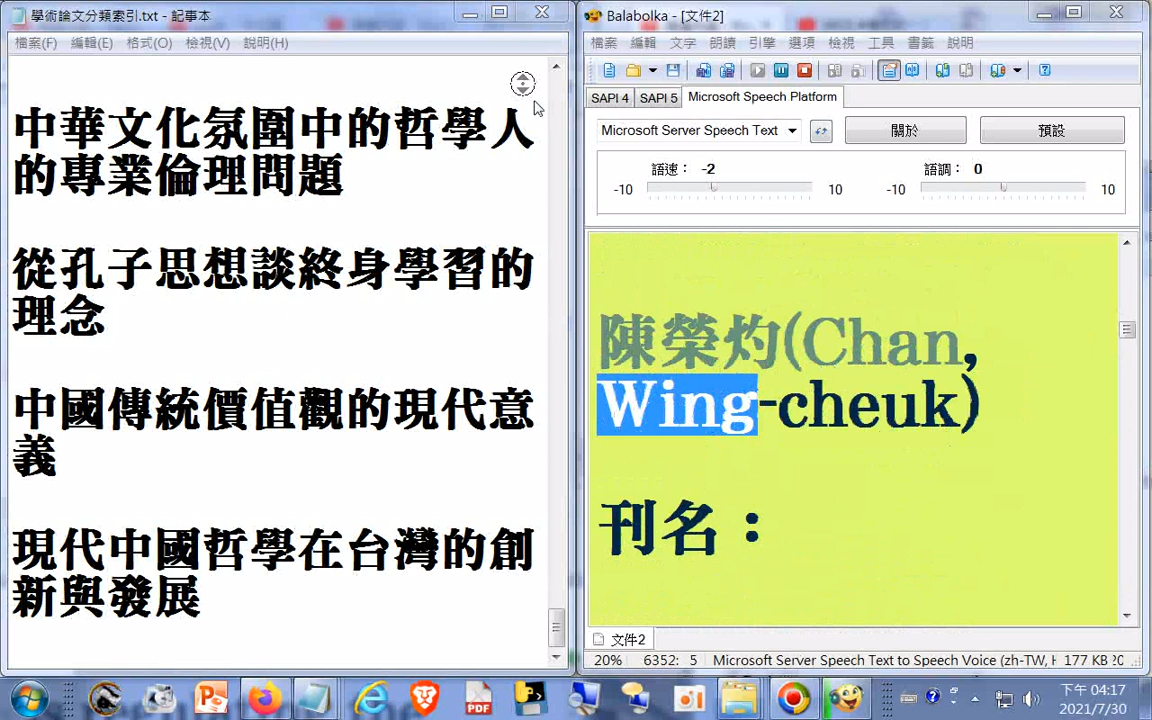 學術論文分類索引.txt - 記事本
檔案(F) 編輯(E) 格式(O) 檢視(V) 說明(H)
中華文化氛圍中的哲學人
的專業倫理問題
從孔子思想談終身學習的
理念
中國傳統價值觀的現代意
義
現代中國哲學在台灣的創
新與發展
Balabolka - [文件2]
檔案 編輯 文字 朗讀 引擎 選項 檢視 工具 書籤 說明
SAPI 4 SAPI 5 Microsoft Speech Platform
Microsoft Server Speech Text 關於 預設
語速： -2 語調： 0
-10 10 -10 10
陳榮灼(Chan,
Wing-cheuk)
刊名：
文件2
20% 6352: 5 Microsoft Server Speech Text to Speech Voice (zh-TW, H 177 KB
下午 04:17
2021/7/30